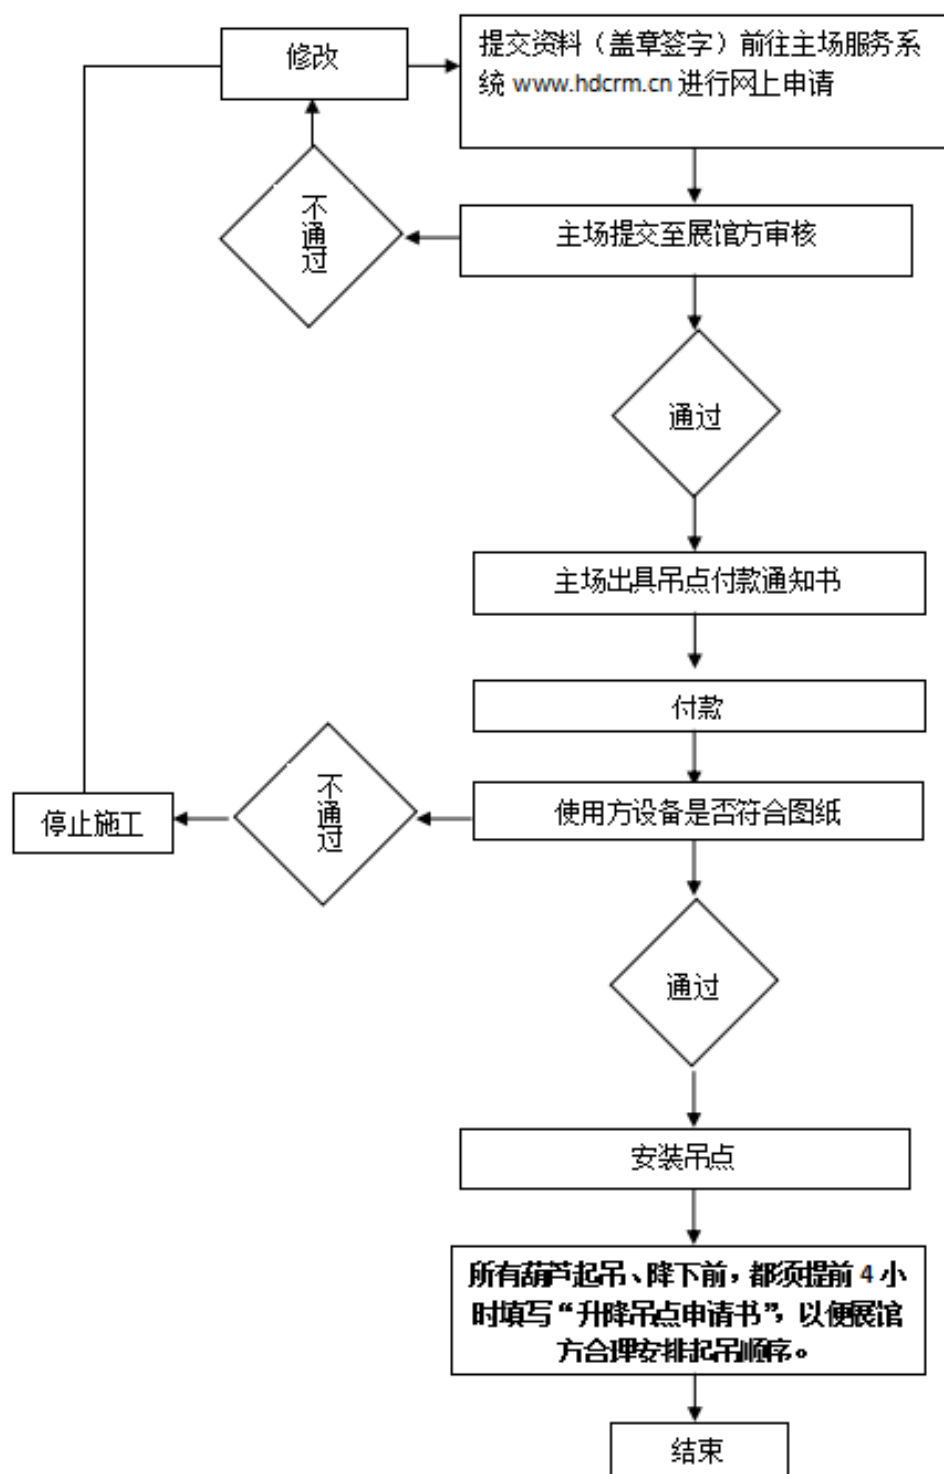 修改
提交资料（盖章签字）前往主场服务系
统 www.hdcrm.cn 进行网上申请
不
通
过
主场提交至展馆方审核
通过
主场出具吊点付款通知书
付款
使用方设备是否符合图纸
不
通
过
停止施工
通过
安装吊点
所有葫芦起吊、降下前，都须提前 4 小
时填写“升降吊点申请书”，以便展馆
方合理安排起吊顺序。
结束